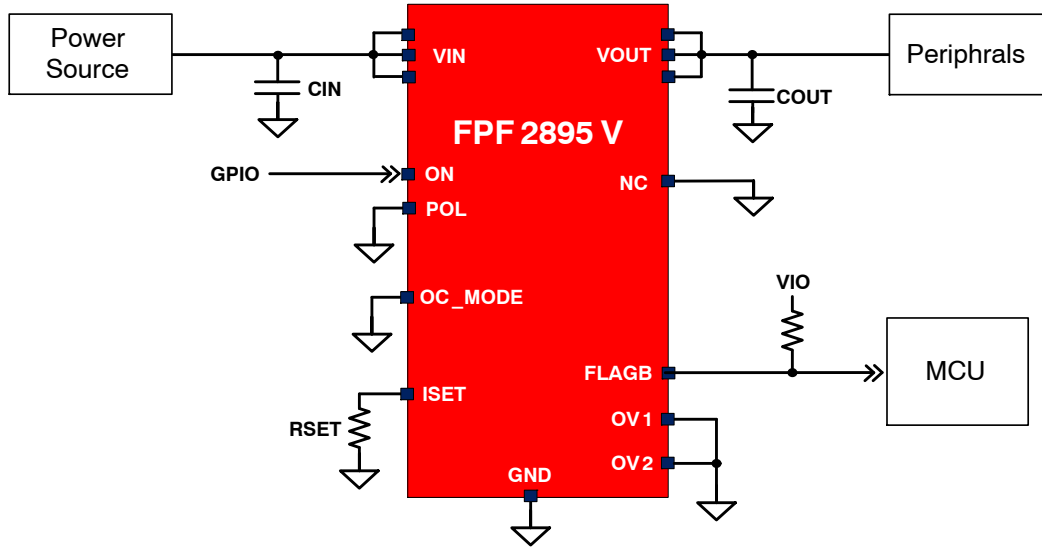 Power
Source
VIN
VOUT
Periphrals
CIN
COUT
FPF 2895 V
GPIO
ON
NC
POL
VIO
OC_MODE
FLAGB
MCU
ISET
OV1
RSET
OV2
GND